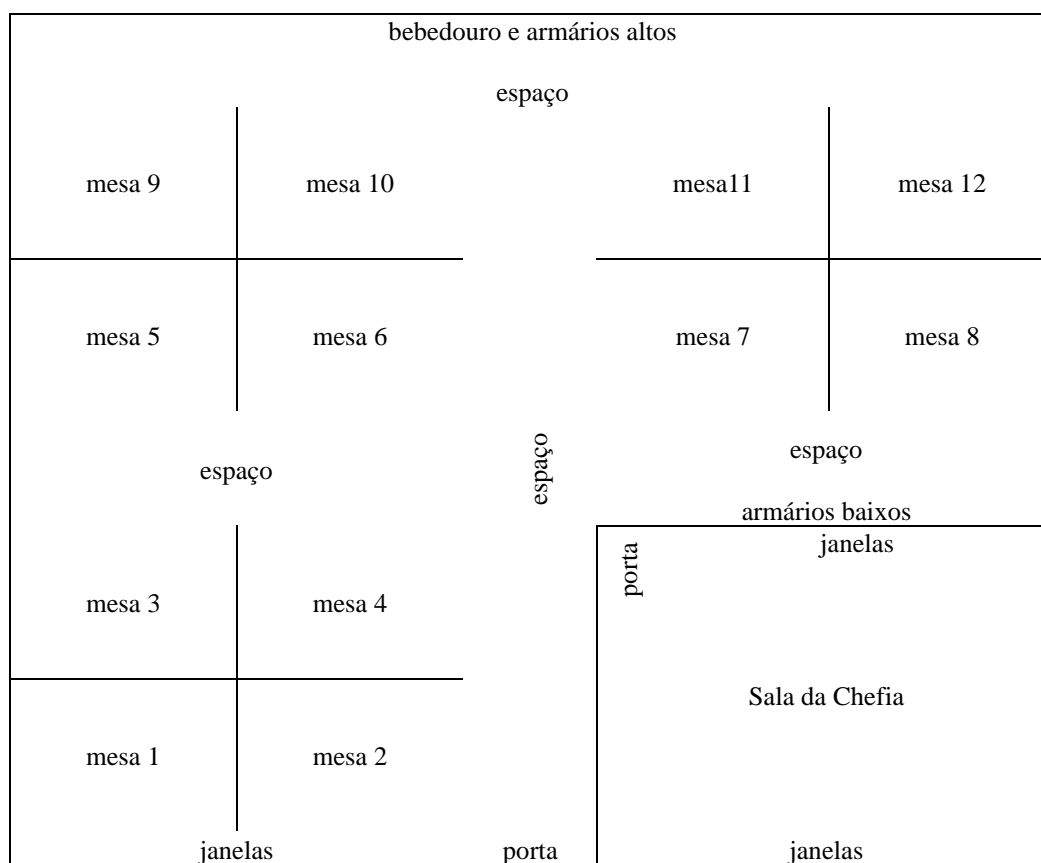 bebedouro e armários altos
espaço
mesa 9 mesa 10 mesa11 mesa 12
mesa 5 mesa 6 mesa 7 mesa 8
espaço espaço espaço
armários baixos
porta janelas
mesa 3 mesa 4
Sala da Chefia
mesa 1 mesa 2
janelas porta janelas